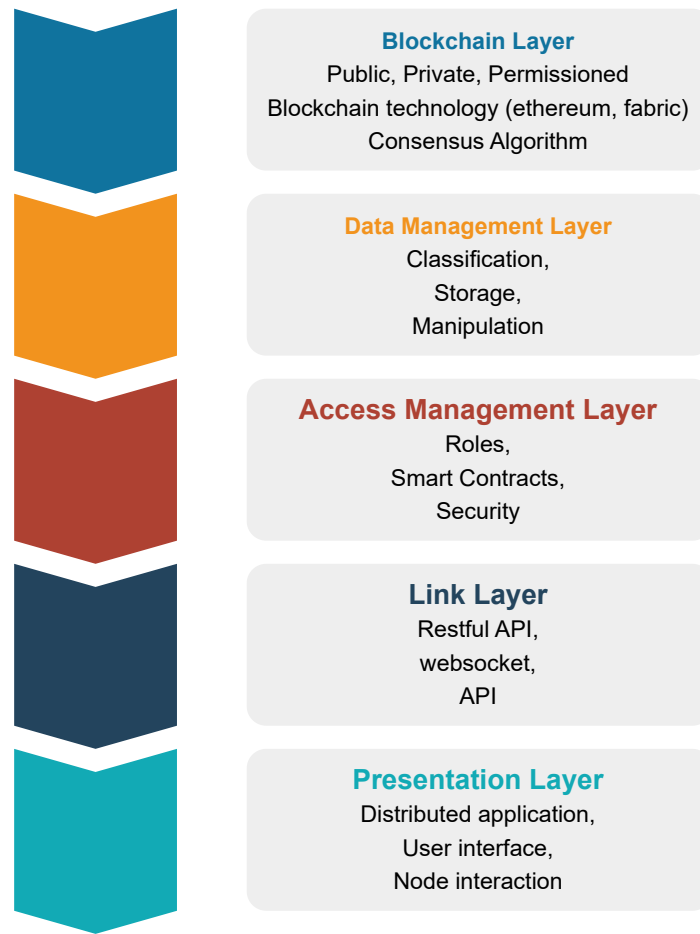 Blockchain Layer
Public, Private, Permissioned
Blockchain technology (ethereum, fabric)
Consensus Algorithm
Data Management Layer
Classification,
Storage,
Manipulation
Access Management Layer
Roles,
Smart Contracts,
Security
Link Layer
Restful API,
websocket,
API
Presentation Layer
Distributed application,
User interface,
Node interaction